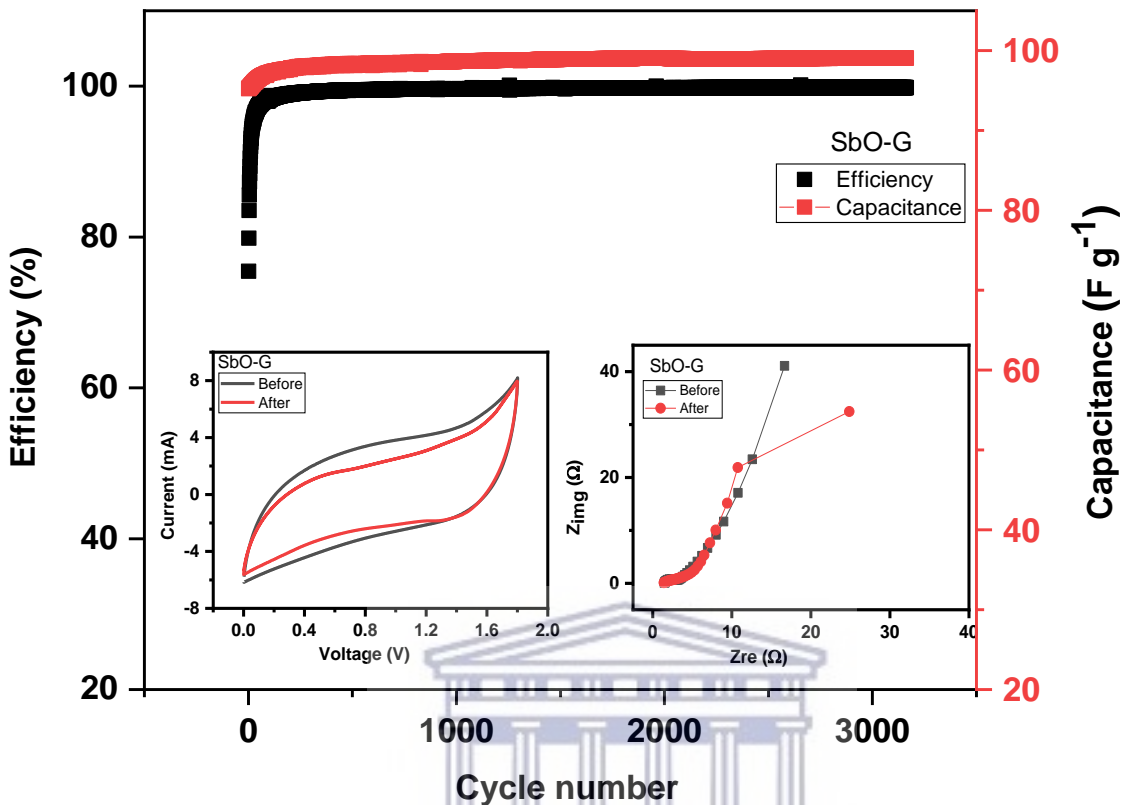 100
80
60
40
20
Efficiency (%)
SbO-G
Efficiency
Capacitance
100
80
60
40
20
Capacitance (F g⁻¹)
SbO-G
Before
After
8
4
0
-4
-8
Current (mA)
0.0 0.4 0.8 1.2 1.6 2.0
Voltage (V)
SbO-G
Before
After
40
20
0
Zimg (Ω)
0 10 20 30 40
Zre (Ω)
0 1000 2000 3000
Cycle number